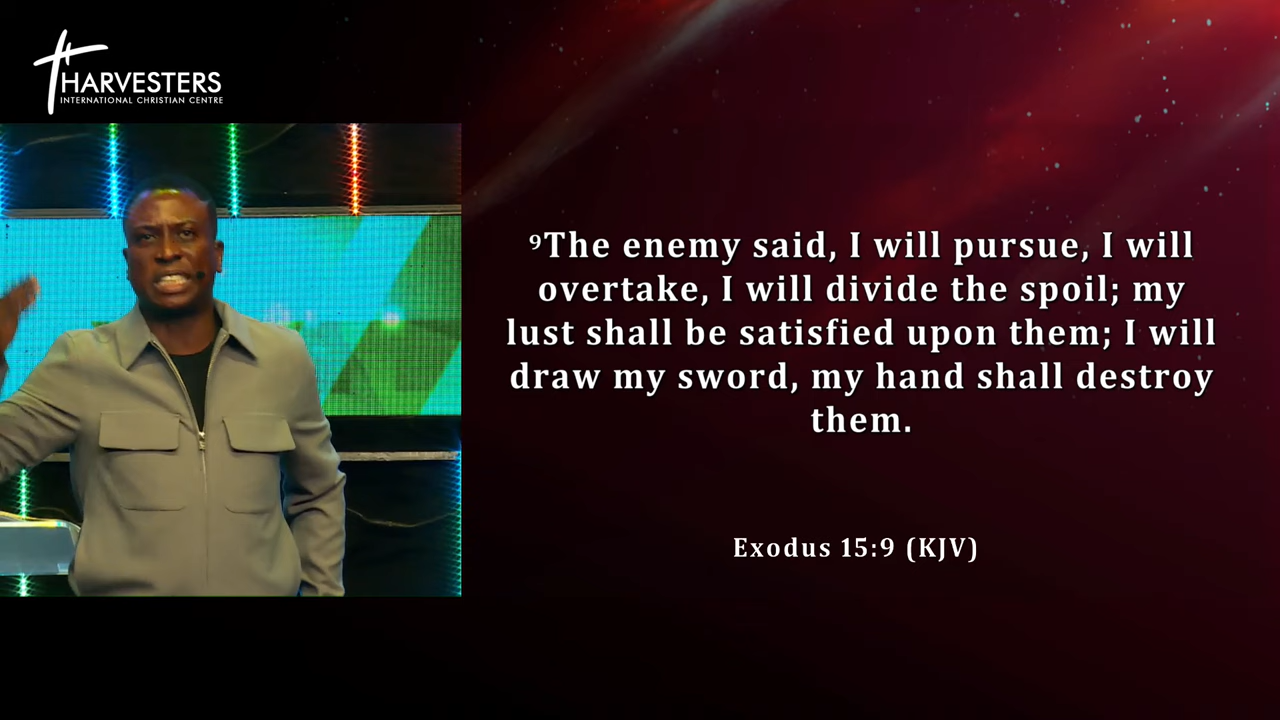 HARVESTERS
INTERNATIONAL CHRISTIAN CENTRE
⁹The enemy said, I will pursue, I will
overtake, I will divide the spoil; my
lust shall be satisfied upon them; I will
draw my sword, my hand shall destroy
them.
Exodus 15:9 (KJV)